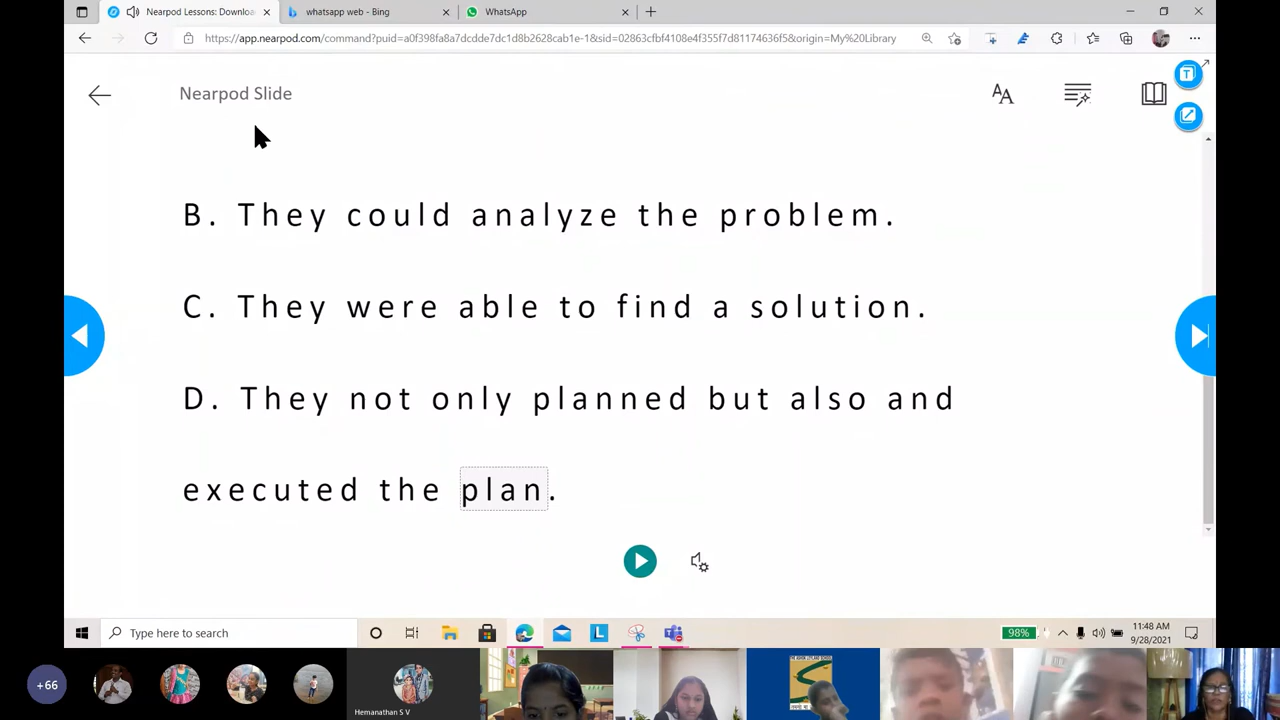 Nearpod Lessons: Downloa
whatsapp web - Bing
WhatsApp
https://app.nearpod.com/command?puid=a0f398fa8a7dcdde7dc1d8b2628cab1e-1&sid=02863cfbf4108e4f355f7d81174636f5&origin=My%20Library
Nearpod Slide
B. They could analyze the problem.
C. They were able to find a solution.
D. They not only planned but also and
executed the plan.
Type here to search
98%
11:48 AM
9/28/2021
+66
Hemanathan S V